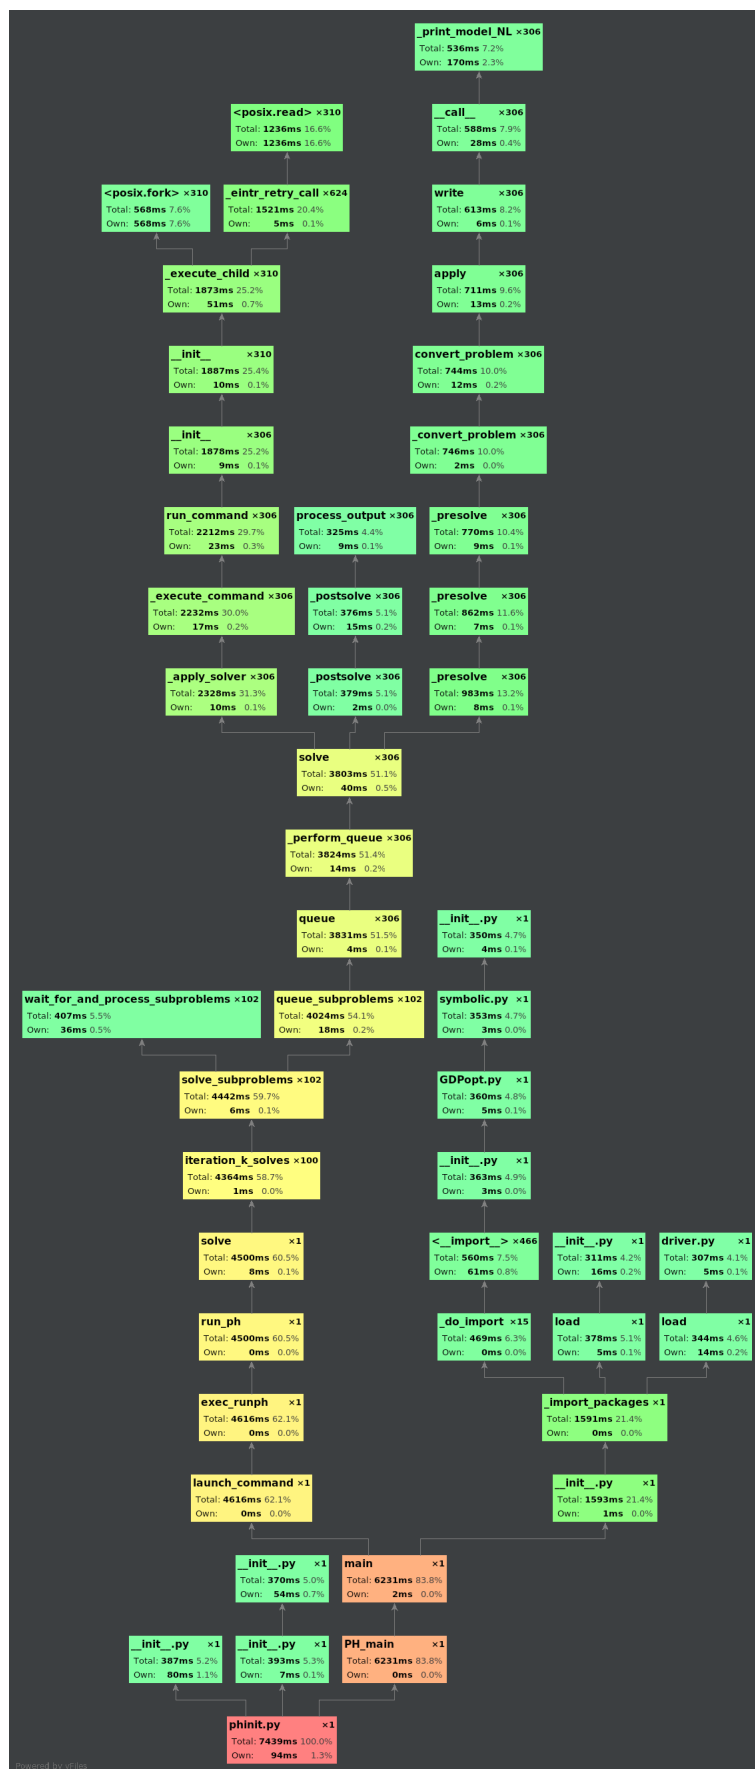 _print_model_NL ×306
Total: 536ms 7.2%
Own: 170ms 2.3%
<posix.read> ×310
Total: 1236ms 16.6%
Own: 1236ms 16.6%
__call__ ×306
Total: 588ms 7.9%
Own: 28ms 0.4%
<posix.fork> ×310
Total: 568ms 7.6%
Own: 568ms 7.6%
_eintr_retry_call ×624
Total: 1521ms 20.4%
Own: 5ms 0.1%
write ×306
Total: 613ms 8.2%
Own: 6ms 0.1%
_execute_child ×310
Total: 1873ms 25.2%
Own: 51ms 0.7%
apply ×306
Total: 711ms 9.6%
Own: 13ms 0.2%
__init__ ×310
Total: 1887ms 25.4%
Own: 10ms 0.1%
convert_problem ×306
Total: 744ms 10.0%
Own: 12ms 0.2%
__init__ ×306
Total: 1878ms 25.2%
Own: 9ms 0.1%
_convert_problem ×306
Total: 746ms 10.0%
Own: 2ms 0.0%
run_command ×306
Total: 2212ms 29.7%
Own: 23ms 0.3%
process_output ×306
Total: 325ms 4.4%
Own: 9ms 0.1%
_presolve ×306
Total: 770ms 10.4%
Own: 9ms 0.1%
_execute_command ×306
Total: 2232ms 30.0%
Own: 17ms 0.2%
_postsolve ×306
Total: 376ms 5.1%
Own: 15ms 0.2%
_presolve ×306
Total: 862ms 11.6%
Own: 7ms 0.1%
_apply_solver ×306
Total: 2328ms 31.3%
Own: 10ms 0.1%
_postsolve ×306
Total: 379ms 5.1%
Own: 2ms 0.0%
_presolve ×306
Total: 983ms 13.2%
Own: 8ms 0.1%
solve ×306
Total: 3803ms 51.1%
Own: 40ms 0.5%
_perform_queue ×306
Total: 3824ms 51.4%
Own: 14ms 0.2%
queue ×306
Total: 3831ms 51.5%
Own: 4ms 0.1%
__init__.py ×1
Total: 350ms 4.7%
Own: 4ms 0.1%
wait_for_and_process_subproblems ×102
Total: 407ms 5.5%
Own: 36ms 0.5%
queue_subproblems ×102
Total: 4024ms 54.1%
Own: 18ms 0.2%
symbolic.py ×1
Total: 353ms 4.7%
Own: 3ms 0.0%
solve_subproblems ×102
Total: 4442ms 59.7%
Own: 6ms 0.1%
GDPopt.py ×1
Total: 360ms 4.8%
Own: 5ms 0.1%
iteration_k_solves ×100
Total: 4364ms 58.7%
Own: 1ms 0.0%
__init__.py ×1
Total: 363ms 4.9%
Own: 3ms 0.0%
solve ×1
Total: 4500ms 60.5%
Own: 8ms 0.1%
<__import__> ×466
Total: 560ms 7.5%
Own: 61ms 0.8%
__init__.py ×1
Total: 311ms 4.2%
Own: 16ms 0.2%
driver.py ×1
Total: 307ms 4.1%
Own: 5ms 0.1%
run_ph ×1
Total: 4500ms 60.5%
Own: 0ms 0.0%
_do_import ×15
Total: 469ms 6.3%
Own: 0ms 0.0%
load ×1
Total: 378ms 5.1%
Own: 5ms 0.1%
load ×1
Total: 344ms 4.6%
Own: 14ms 0.2%
exec_runph ×1
Total: 4616ms 62.1%
Own: 0ms 0.0%
_import_packages ×1
Total: 1591ms 21.4%
Own: 0ms 0.0%
launch_command ×1
Total: 4616ms 62.1%
Own: 0ms 0.0%
__init__.py ×1
Total: 1593ms 21.4%
Own: 1ms 0.0%
__init__.py ×1
Total: 370ms 5.0%
Own: 54ms 0.7%
main ×1
Total: 6231ms 83.8%
Own: 2ms 0.0%
__init__.py ×1
Total: 387ms 5.2%
Own: 80ms 1.1%
__init__.py ×1
Total: 393ms 5.3%
Own: 7ms 0.1%
PH_main ×1
Total: 6231ms 83.8%
Own: 0ms 0.0%
phinit.py ×1
Total: 7439ms 100.0%
Own: 94ms 1.3%
Powered by yFiles